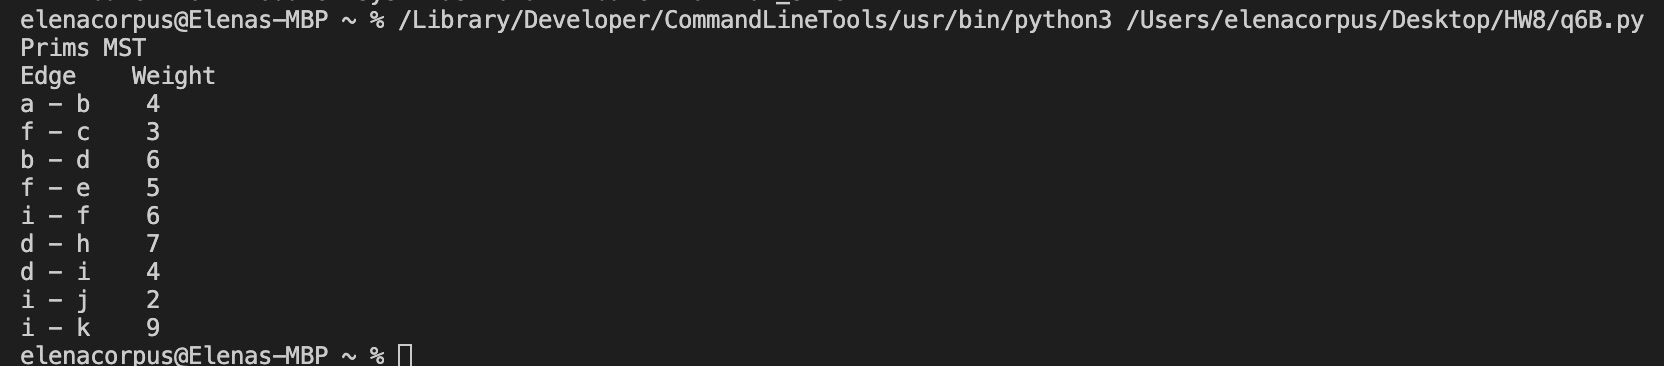 elenacorpus@Elenas-MBP ~ % /Library/Developer/CommandLineTools/usr/bin/python3 /Users/elenacorpus/Desktop/HW8/q6B.py
Prims MST
Edge    Weight
a - b    4
f - c    3
b - d    6
f - e    5
i - f    6
d - h    7
d - i    4
i - j    2
i - k    9
elenacorpus@Elenas-MBP ~ %